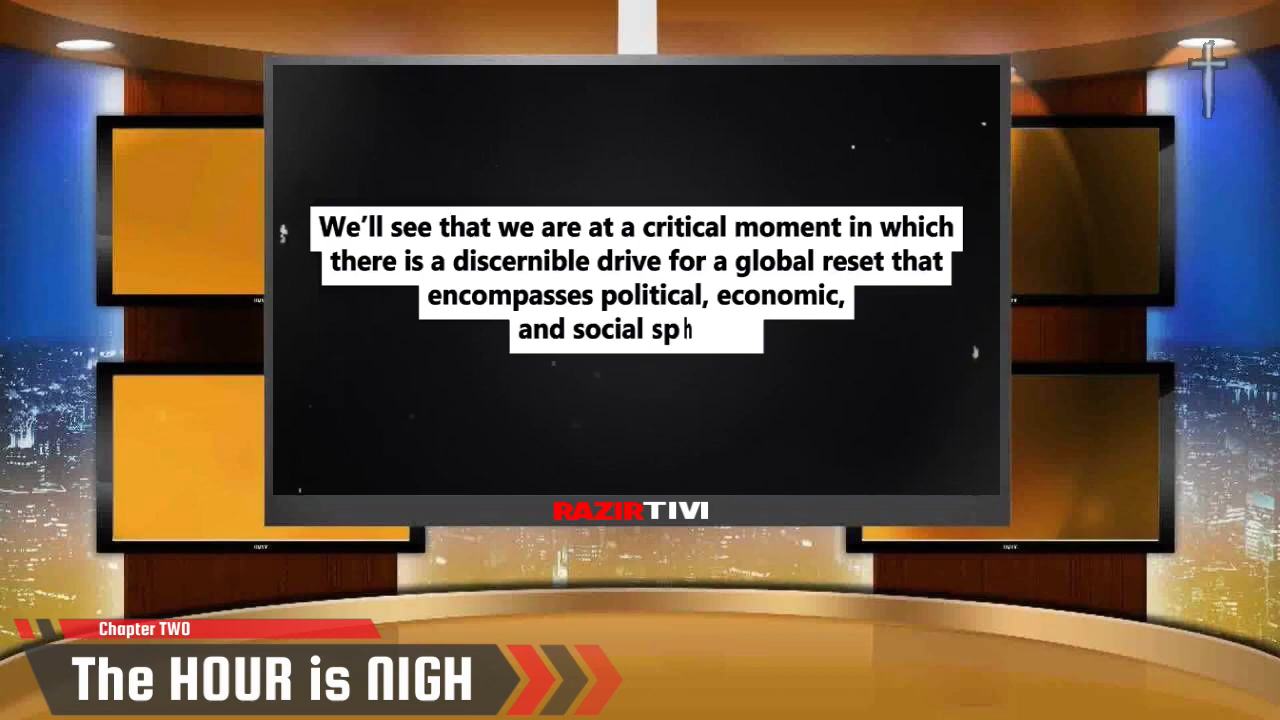 We'll see that we are at a critical moment in which
there is a discernible drive for a global reset that
encompasses political, economic,
and social sph
RAZIRTIVI
Chapter TWO
The HOUR is NIGH